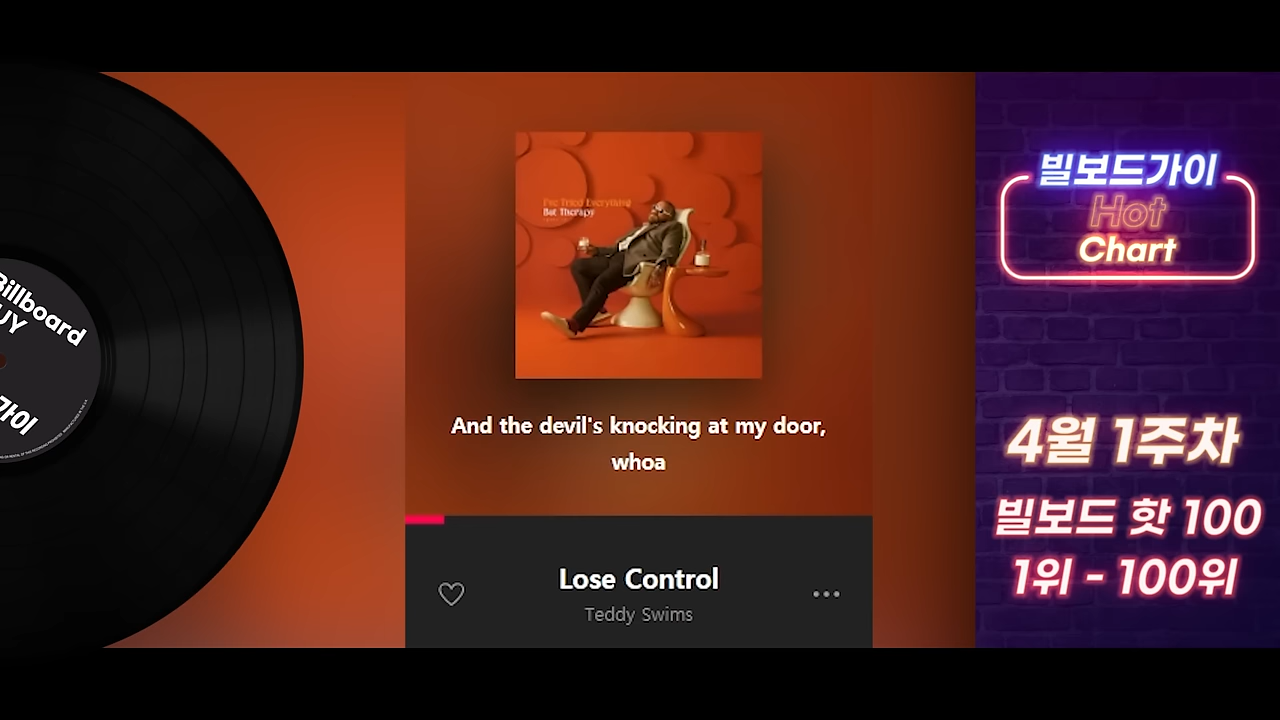 Billboard
가이
I've Tried Everything
But Therapy
And the devil's knocking at my door,
whoa
Lose Control
Teddy Swims
빌보드가이
Hot
Chart
4월 1주차
빌보드 핫 100
1위 - 100위